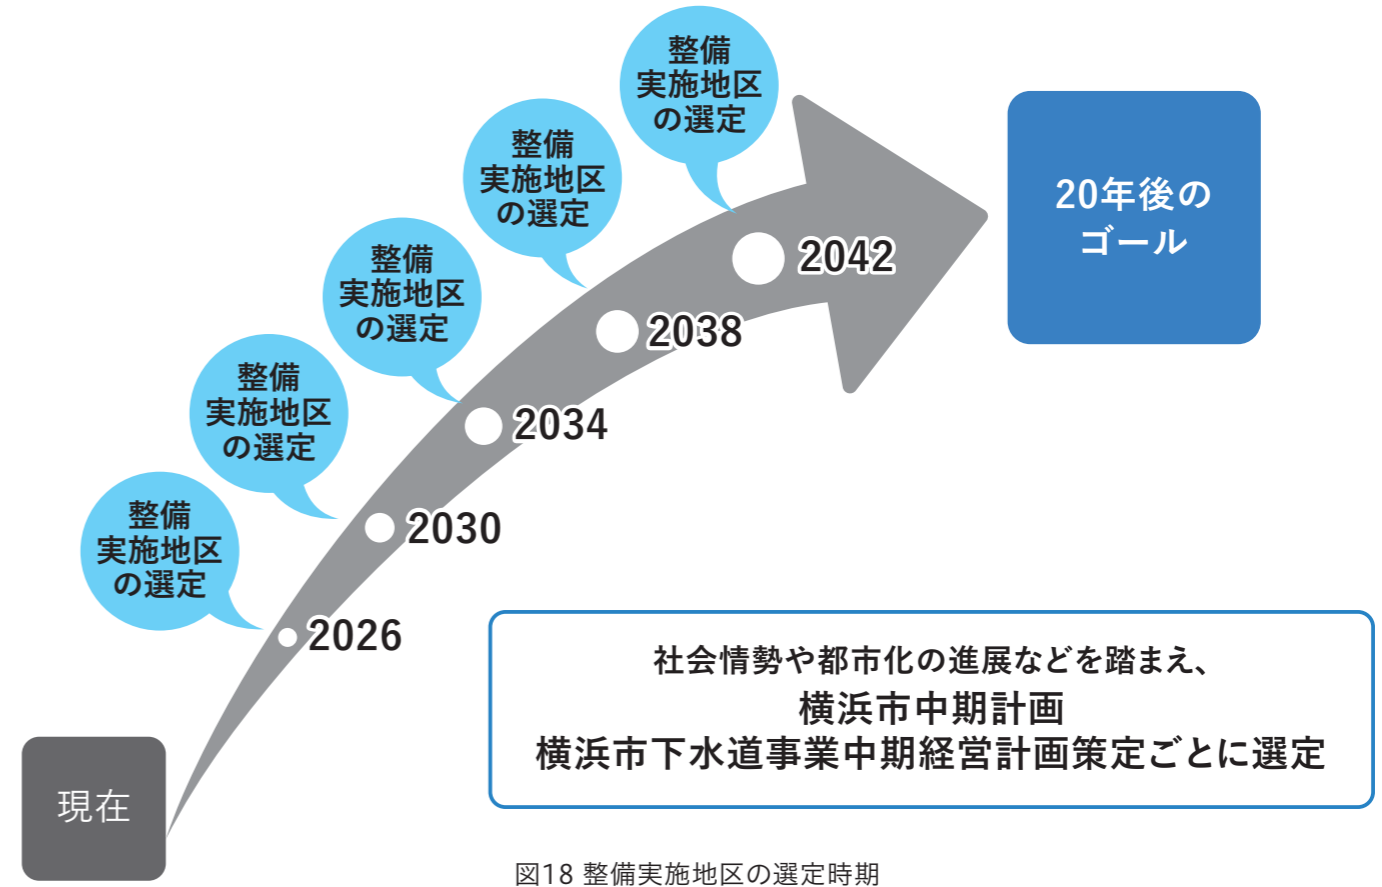 整備
実施地区
の選定
整備
実施地区
の選定
整備
実施地区
の選定
整備
実施地区
の選定
整備
実施地区
の選定
2042
2038
2034
2030
2026
20年後の
ゴール
現在
社会情勢や都市化の進展などを踏まえ、
横浜市中期計画
横浜市下水道事業中期経営計画策定ごとに選定
図18 整備実施地区の選定時期